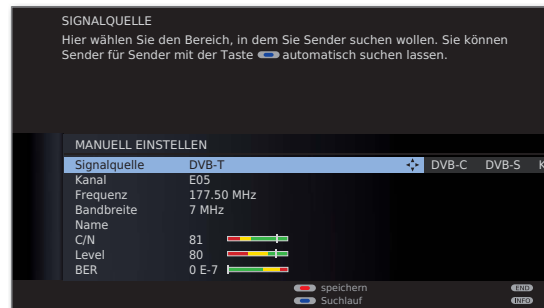 SIGNALQUELLE
Hier wählen Sie den Bereich, in dem Sie Sender suchen wollen. Sie können
Sender für Sender mit der Taste automatisch suchen lassen.
MANUELL EINSTELLEN
Signalquelle DVB-T DVB-C DVB-S K
Kanal E05
Frequenz 177.50 MHz
Bandbreite 7 MHz
Name
C/N 81
Level 80
BER 0 E-7
speichern END
Suchlauf INFO